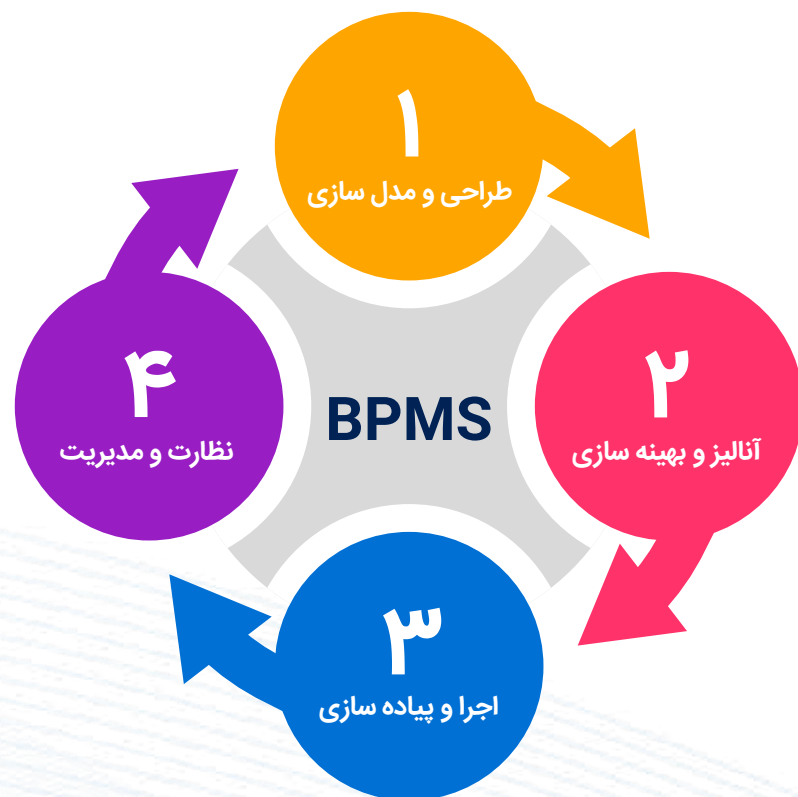 ۱
طراحی و مدل سازی
۲
آنالیز و بهینه سازی
۳
اجرا و پیاده سازی
۴
نظارت و مدیریت
BPMS